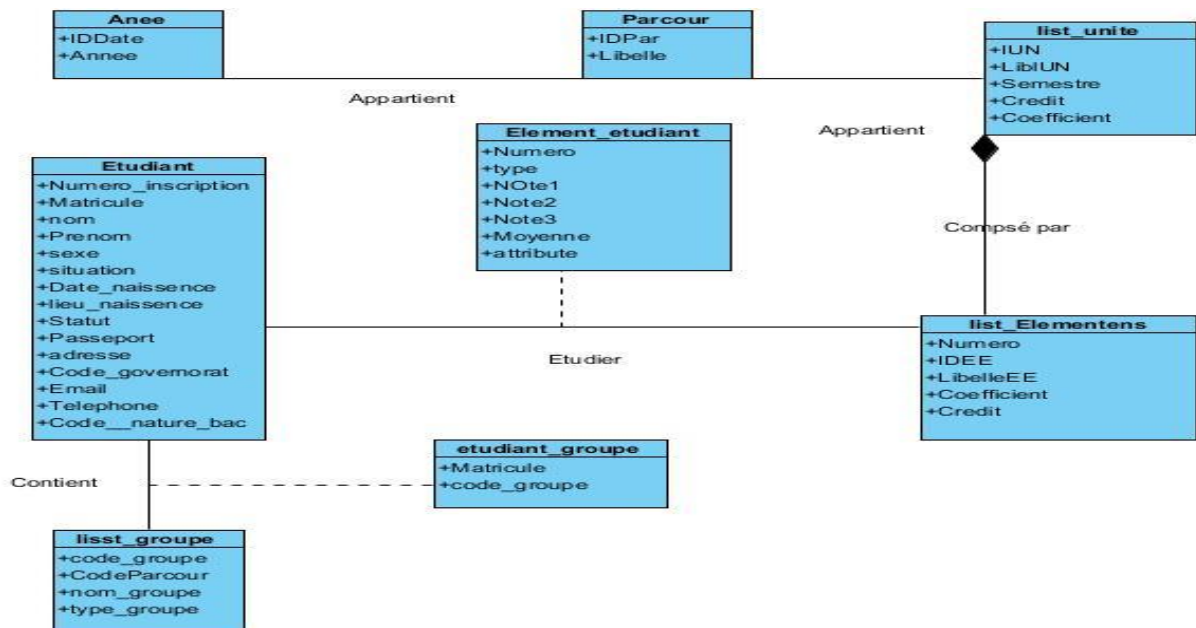 Anee
+IDDate
+Annee
Parcour
+IDPar
+Libelle
list_unite
+IUN
+LiblUN
+Semestre
+Credit
+Coefficient
Appartient
Appartient
Element_etudiant
+Numero
+type
+NOte1
+Note2
+Note3
+Moyenne
+attribute
Etudiant
+Numero_inscription
+Matricule
+nom
+Prenom
+sexe
+situation
+Date_naissence
+lieu_naissence
+Statut
+Passeport
+adresse
+Code_governorat
+Email
+Telephone
+Code__nature_bac
Compsé par
Etudier
list_Elementens
+Numero
+IDEE
+LibelleEE
+Coefficient
+Credit
etudiant_groupe
+Matricule
+code_groupe
Contient
lisst_groupe
+code_groupe
+CodeParcour
+nom_groupe
+type_groupe